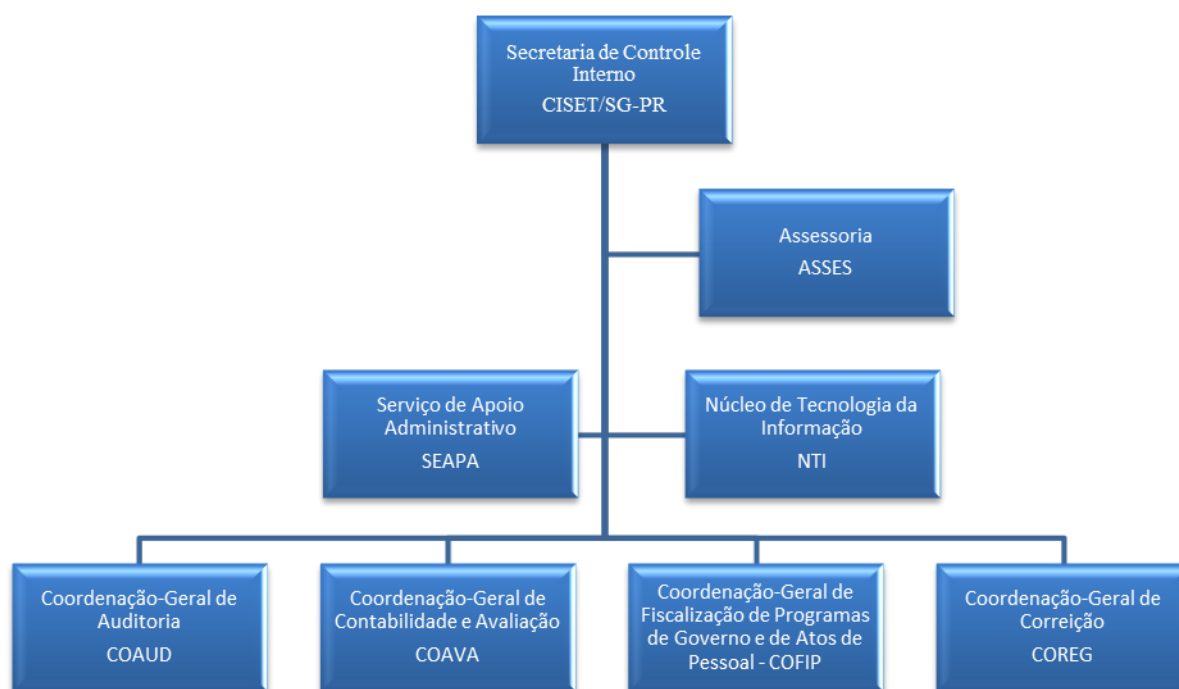 Secretaria de Controle
Interno
CISET/SG-PR
Assessoria
ASSES
Serviço de Apoio
Administrativo
SEAPA
Núcleo de Tecnologia da
Informação
NTI
Coordenação-Geral de
Auditoria
COAUD
Coordenação-Geral de
Contabilidade e Avaliação
COAVA
Coordenação-Geral de
Fiscalização de Programas
de Governo e de Atos de
Pessoal - COFIP
Coordenação-Geral de
Correição
COREG